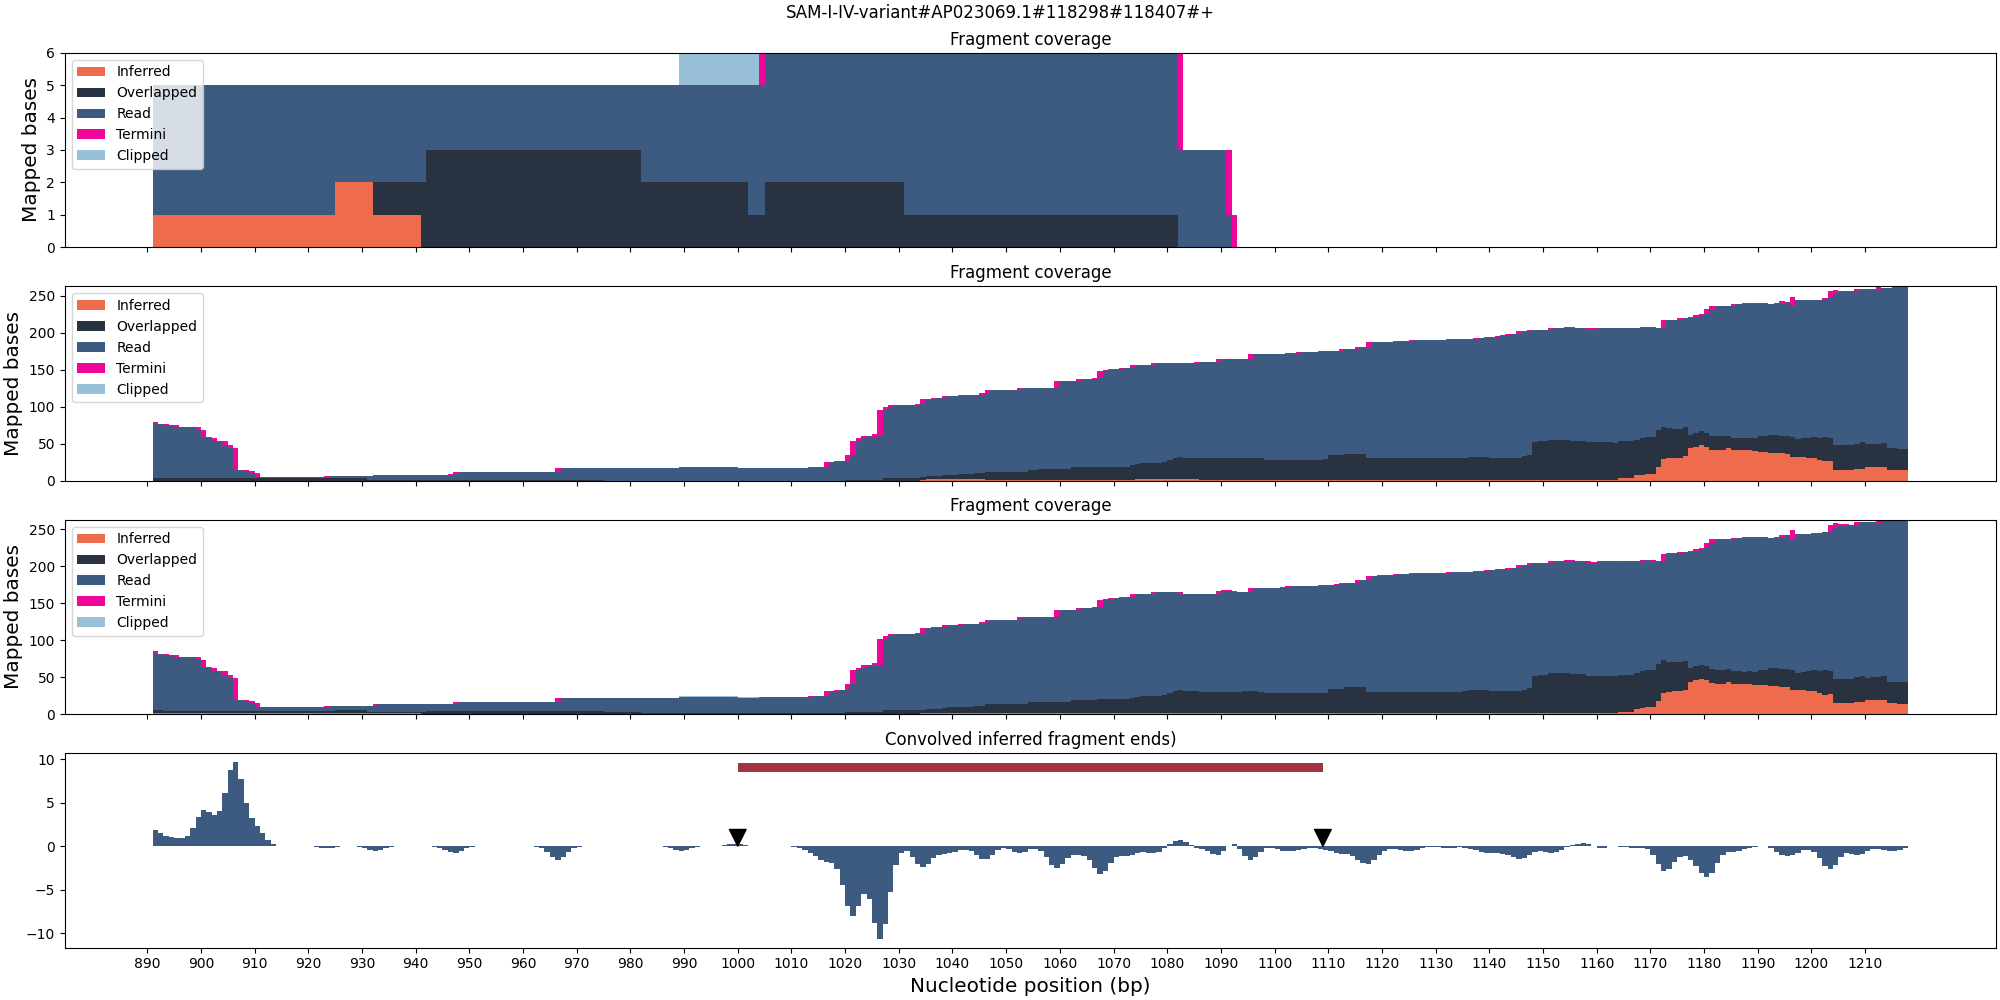 SAM-I-IV-variant#AP023069.1#118298#118407#+
Fragment coverage
Mapped bases
6
5
4
3
2
1
0
Inferred
Overlapped
Read
Termini
Clipped
Fragment coverage
Mapped bases
250
200
150
100
50
0
Inferred
Overlapped
Read
Termini
Clipped
Fragment coverage
Mapped bases
250
200
150
100
50
0
Inferred
Overlapped
Read
Termini
Clipped
Convolved inferred fragment ends)
10
5
0
−5
−10
890 900 910 920 930 940 950 960 970 980 990 1000 1010 1020 1030 1040 1050 1060 1070 1080 1090 1100 1110 1120 1130 1140 1150 1160 1170 1180 1190 1200 1210
Nucleotide position (bp)